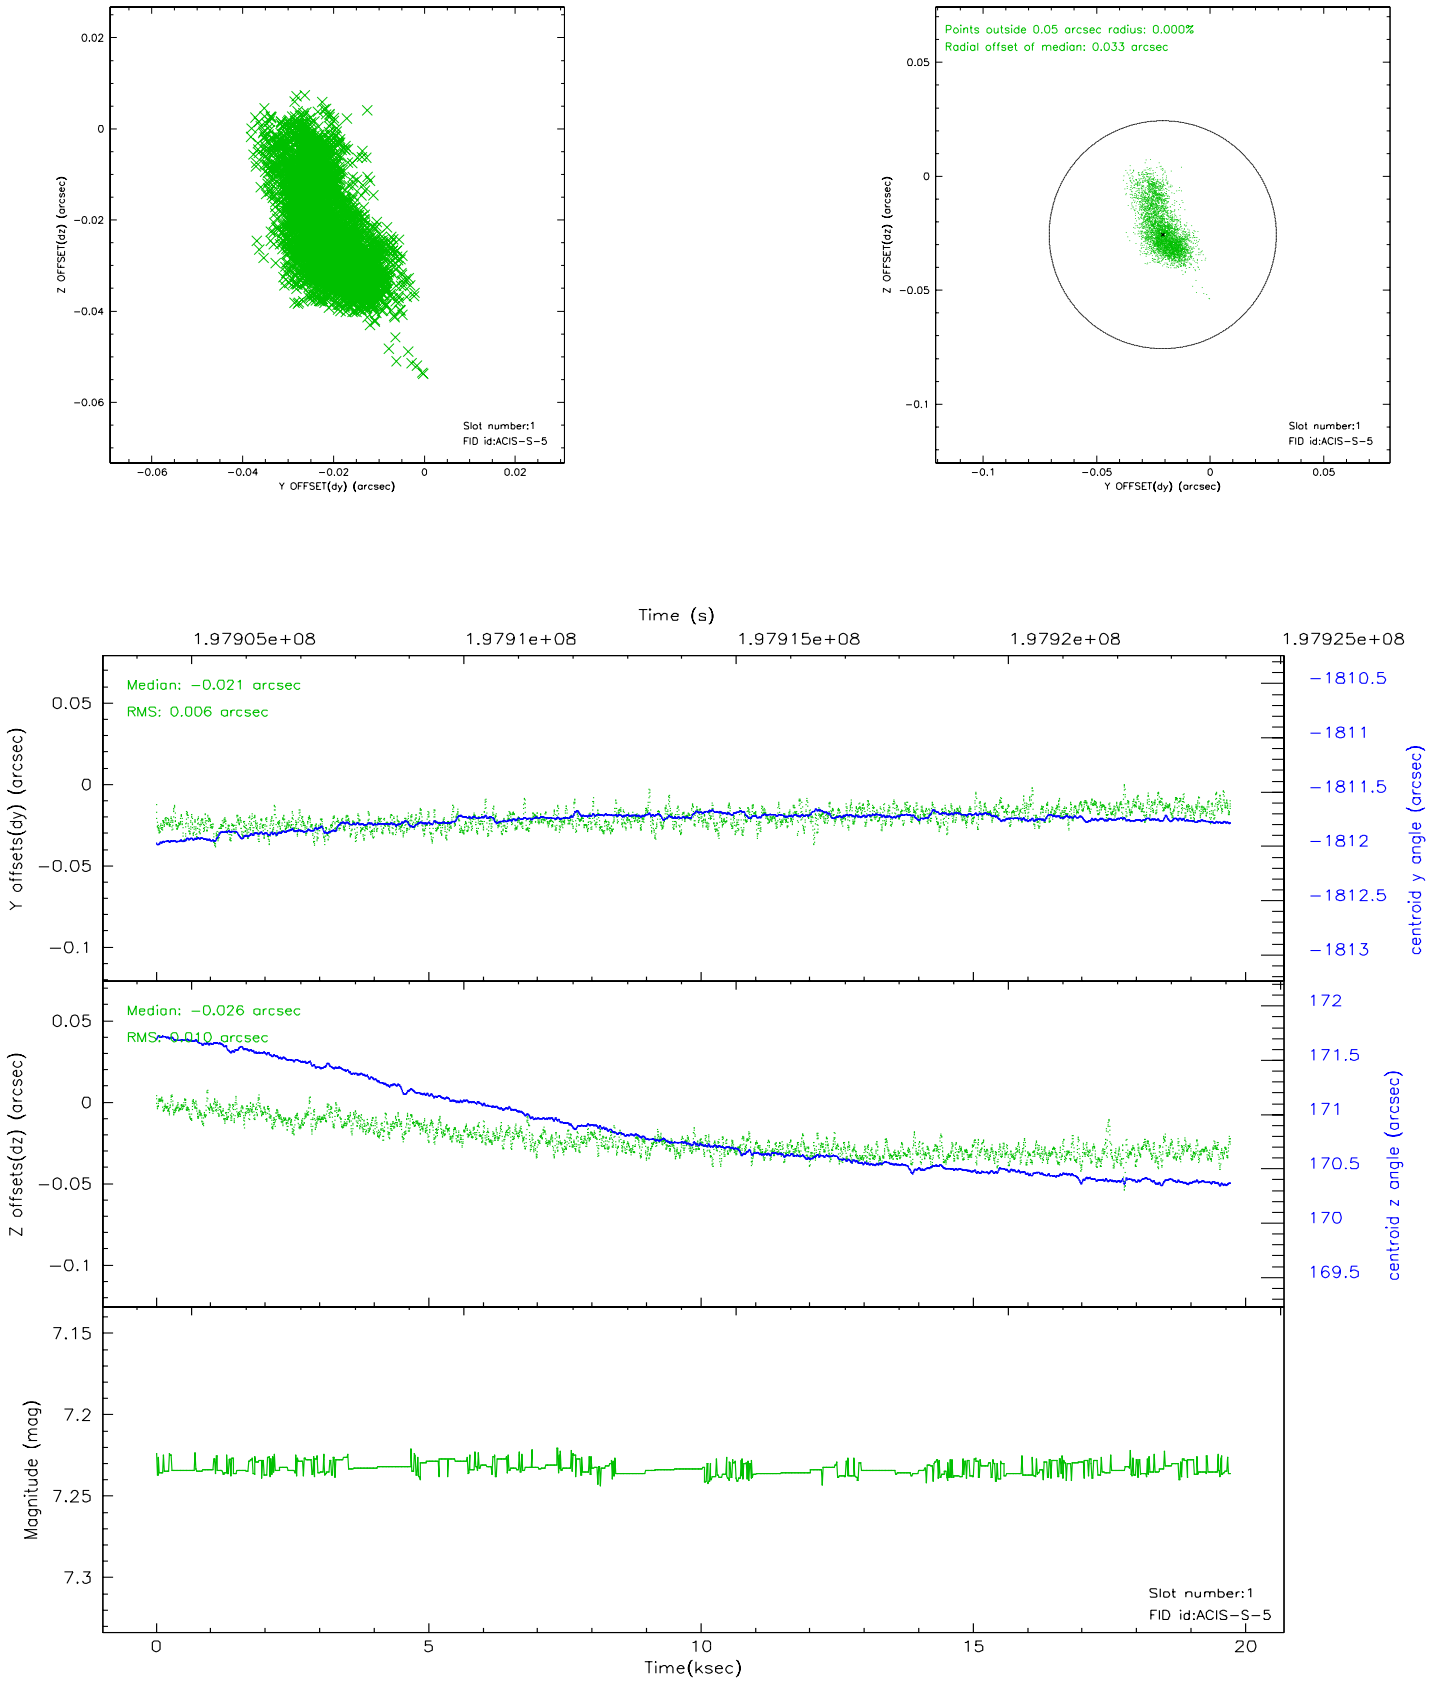 Points outside 0.05 arcsec radius: 0.000%
Radial offset of median: 0.033 arcsec
0.02
0
−0.02
−0.04
−0.06
Z OFFSET(dz) (arcsec)
Slot number:1
FID id:ACIS−S−5
−0.06
−0.04
−0.02
0
0.02
Y OFFSET(dy) (arcsec)
0.05
0
−0.05
−0.1
Z OFFSET(dz) (arcsec)
Slot number:1
FID id:ACIS−S−5
−0.1
−0.05
0
0.05
Y OFFSET(dy) (arcsec)
Time (s)
1.97905e+08
1.9791e+08
1.97915e+08
1.9792e+08
1.97925e+08
Median: −0.021 arcsec
RMS: 0.006 arcsec
0.05
0
−0.05
−0.1
Y offsets(dy) (arcsec)
−1810.5
−1811
−1811.5
−1812
−1812.5
−1813
centroid y angle (arcsec)
Median: −0.026 arcsec
RMS: 0.010 arcsec
0.05
0
−0.05
−0.1
Z offsets(dz) (arcsec)
172
171.5
171
170.5
170
169.5
centroid z angle (arcsec)
7.15
7.2
7.25
7.3
Magnitude (mag)
Slot number:1
FID id:ACIS−S−5
0
5
10
15
20
Time(ksec)